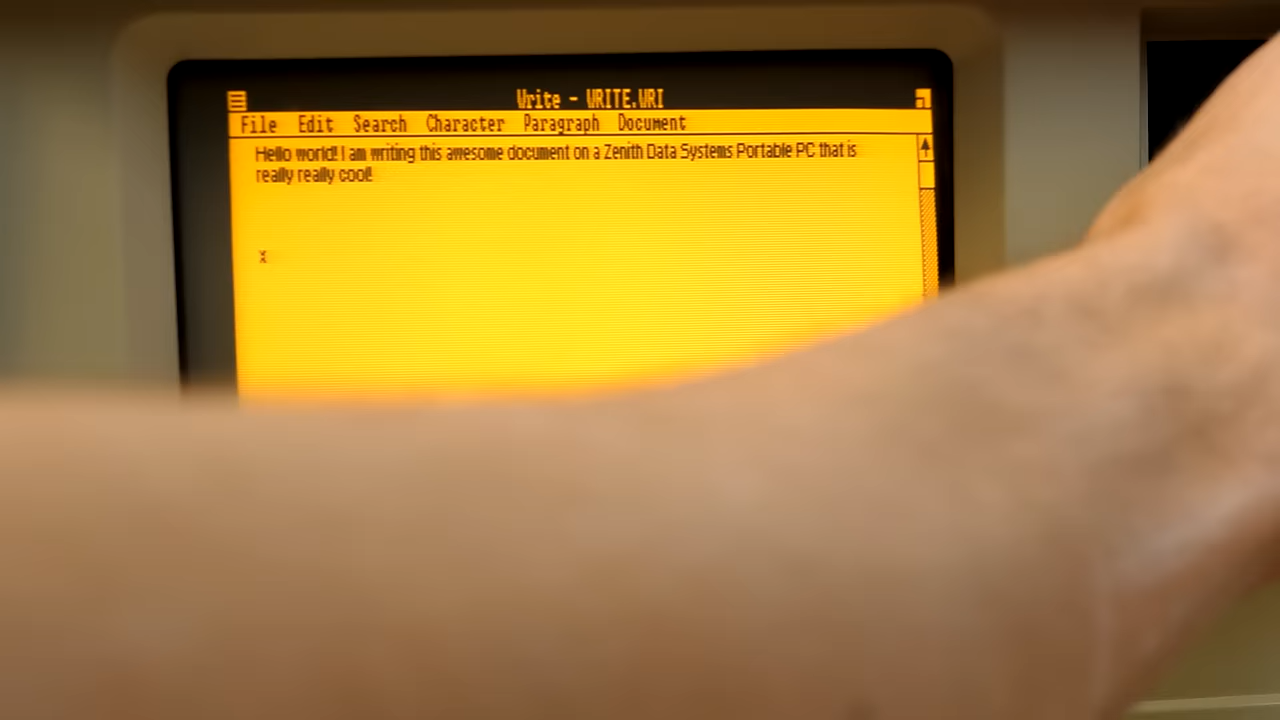 Write - WRITE.WRI
File Edit Search Character Paragraph Document
Hello world! I am writing this awesome document on a Zenith Data Systems Portable PC that is
really really cool!
x